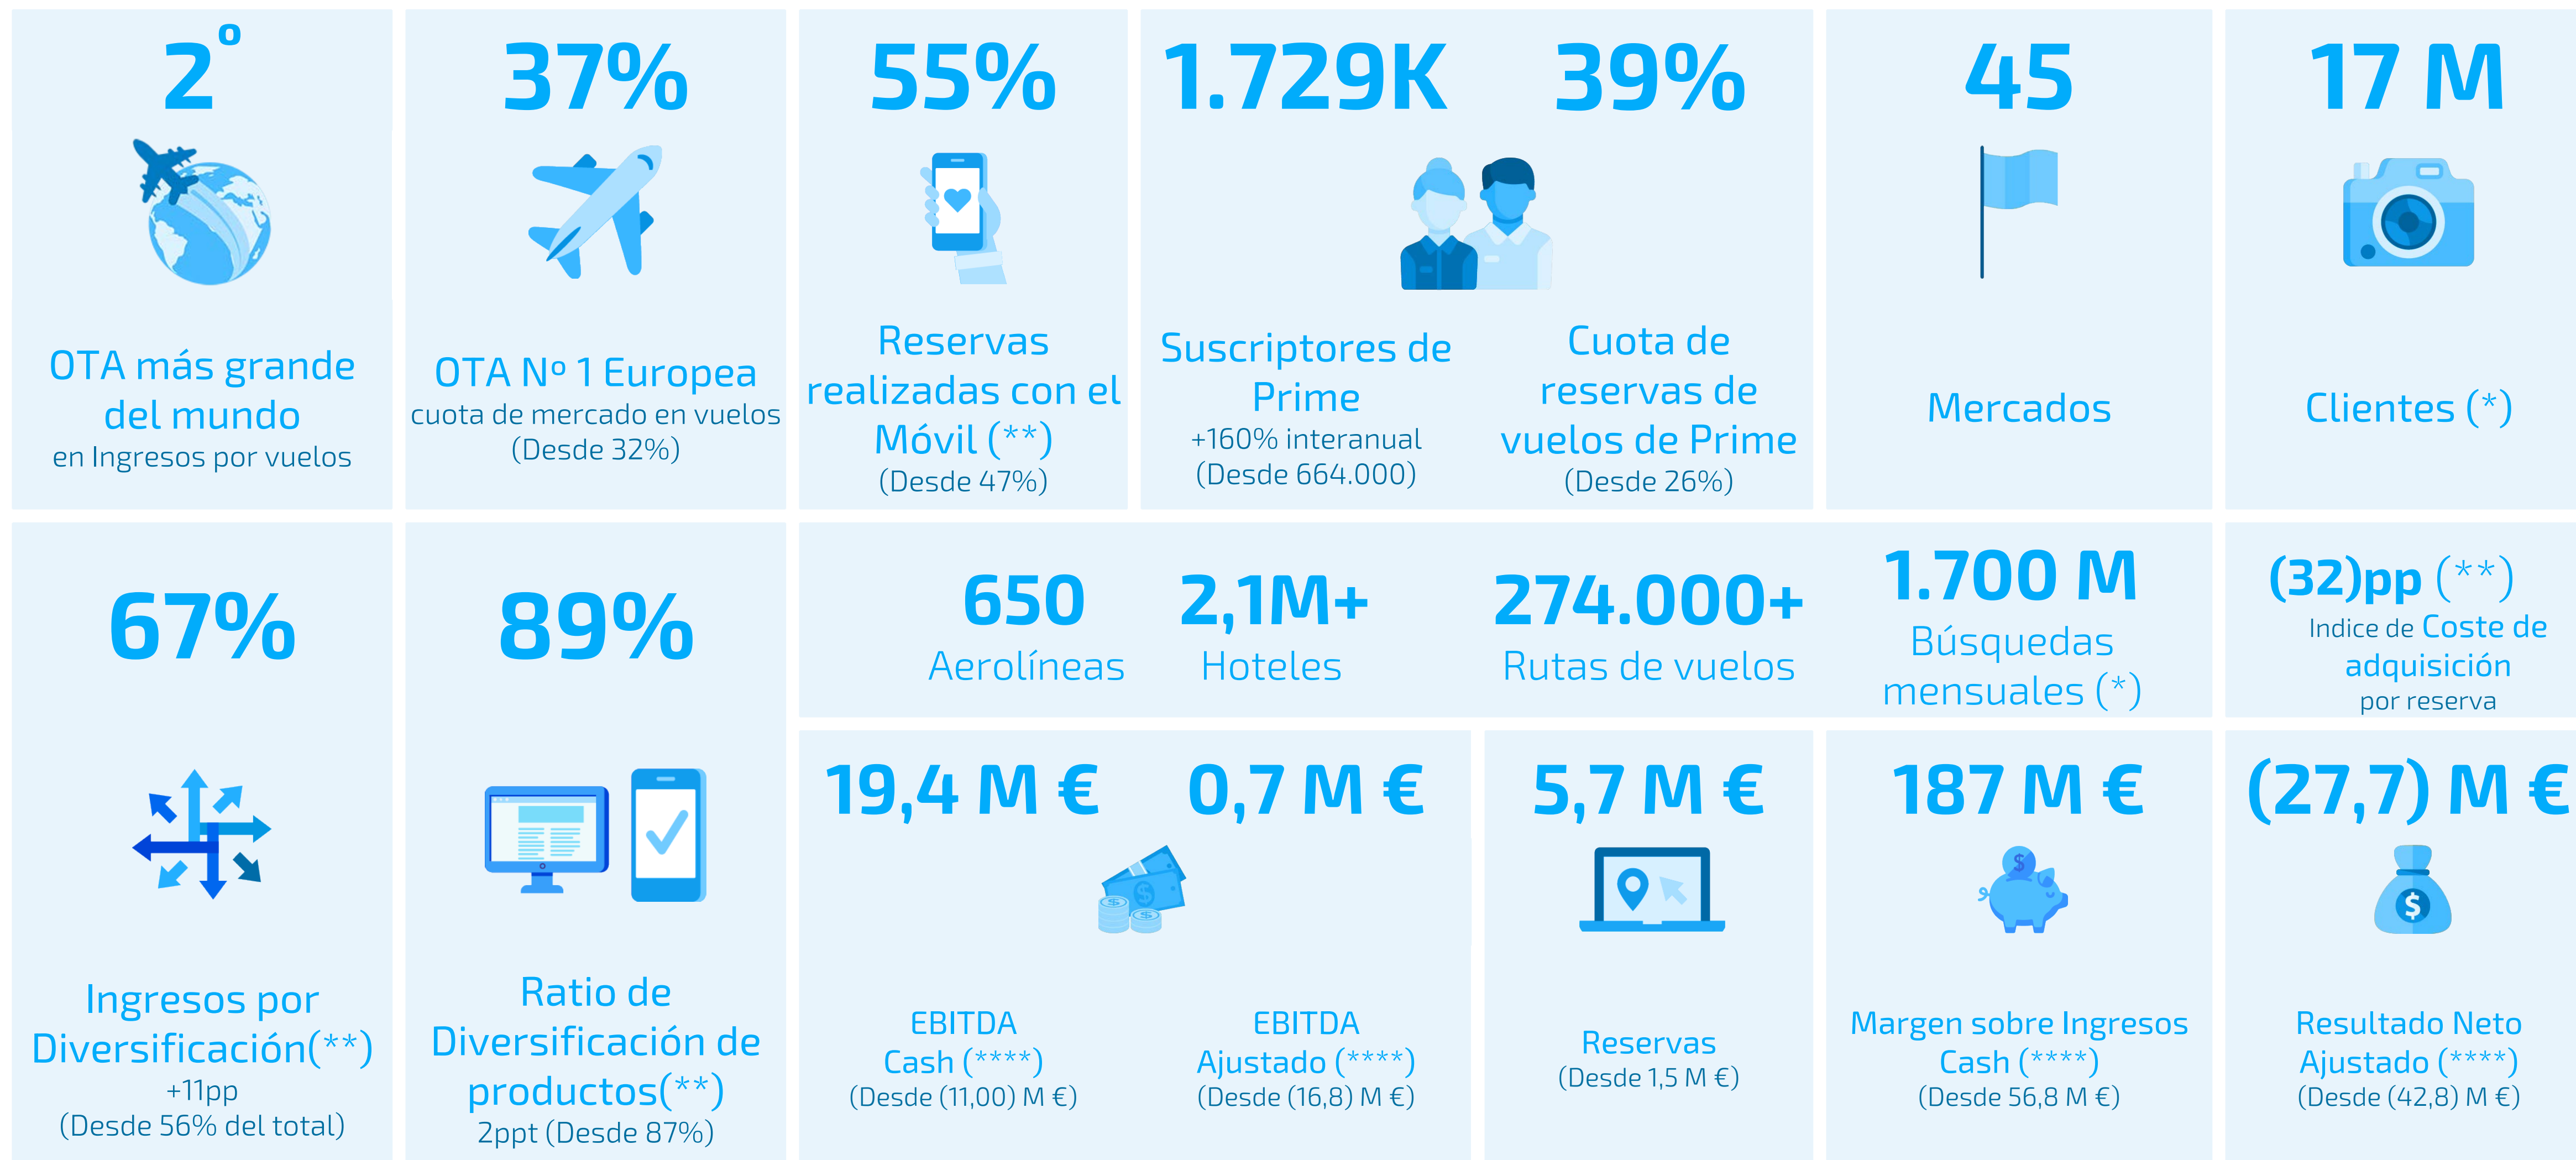 2º
OTA más grande
del mundo
en Ingresos por vuelos
37%
OTA Nº 1 Europea
cuota de mercado en vuelos
(Desde 32%)
55%
Reservas
realizadas con el
Móvil (**)
(Desde 47%)
1.729K
Suscriptores de
Prime
+160% interanual
(Desde 664.000)
39%
Cuota de
reservas de
vuelos de Prime
(Desde 26%)
45
Mercados
17 M
Clientes (*)
67%
Ingresos por
Diversificación(**)
+11pp
(Desde 56% del total)
89%
Ratio de
Diversificación de
productos(**)
2ppt (Desde 87%)
650
Aerolíneas
2,1M+
Hoteles
274.000+
Rutas de vuelos
1.700 M
Búsquedas
mensuales (*)
(32)pp (**)
Indice de Coste de
adquisición
por reserva
19,4 M €
EBITDA
Cash (****)
(Desde (11,00) M €)
0,7 M €
EBITDA
Ajustado (****)
(Desde (16,8) M €)
5,7 M €
Reservas
(Desde 1,5 M €)
187 M €
Margen sobre Ingresos
Cash (****)
(Desde 56,8 M €)
(27,7) M €
Resultado Neto
Ajustado (****)
(Desde (42,8) M €)